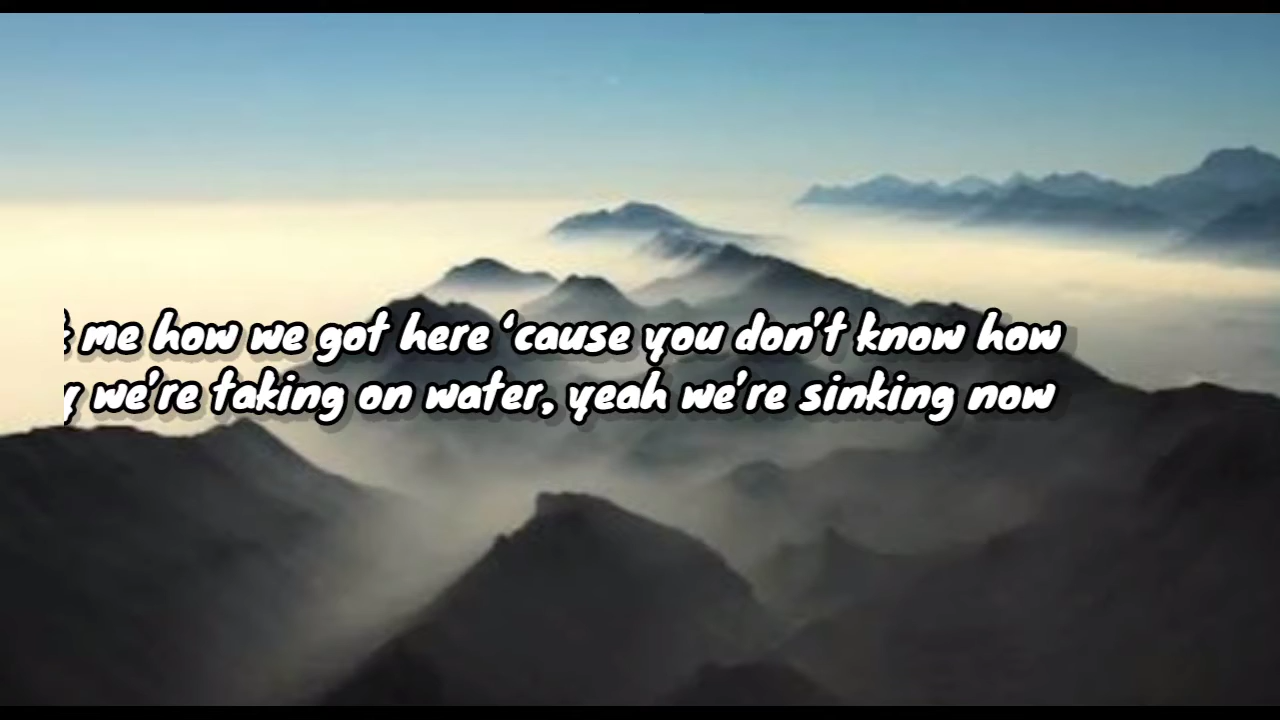 me how we got here ‘cause you don’t know how
we’re taking on water, yeah we’re sinking now